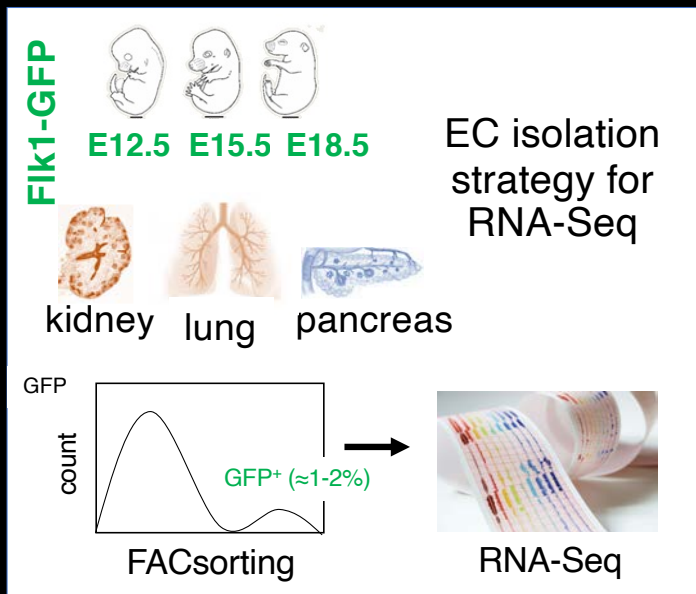 Flk1-GFP
E12.5 E15.5 E18.5
EC isolation
strategy for
RNA-Seq
kidney lung pancreas
GFP
count
GFP⁺ (≈1-2%)
FACsorting
RNA-Seq